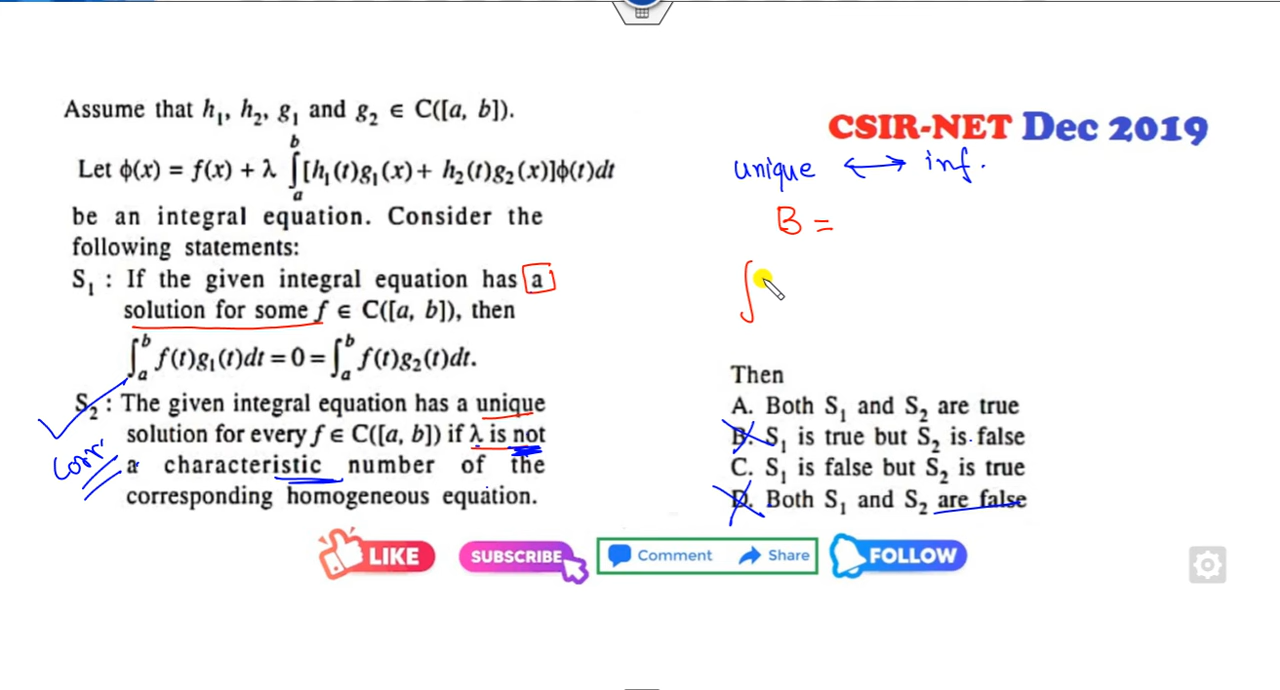 Assume that h₁, h₂, g₁ and g₂ ∈ C([a, b]).
Let ϕ(x) = f(x) + λ ∫ₐᵇ [h₁(t)g₁(x) + h₂(t)g₂(x)]ϕ(t)dt
be an integral equation. Consider the
following statements:
S₁ : If the given integral equation has a
solution for some f ∈ C([a, b]), then
∫ₐᵇ f(t)g₁(t)dt = 0 = ∫ₐᵇ f(t)g₂(t)dt.
S₂ : The given integral equation has a unique
solution for every f ∈ C([a, b]) if λ is not
a characteristic number of the
corresponding homogeneous equation.
Corr.
CSIR-NET Dec 2019
unique ⟷ inf.
B =
∫
Then
A. Both S₁ and S₂ are true
B. S₁ is true but S₂ is false
C. S₁ is false but S₂ is true
D. Both S₁ and S₂ are false
LIKE
SUBSCRIBE
Comment
Share
FOLLOW